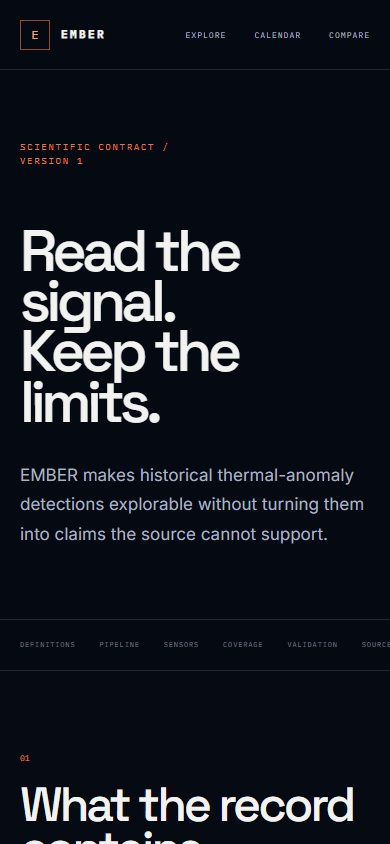 E EMBER EXPLORE CALENDAR COMPARE
SCIENTIFIC CONTRACT /
VERSION 1
Read the
signal.
Keep the
limits.
EMBER makes historical thermal-anomaly
detections explorable without turning them
into claims the source cannot support.
DEFINITIONS PIPELINE SENSORS COVERAGE VALIDATION SOURCE
01
What the record
contains